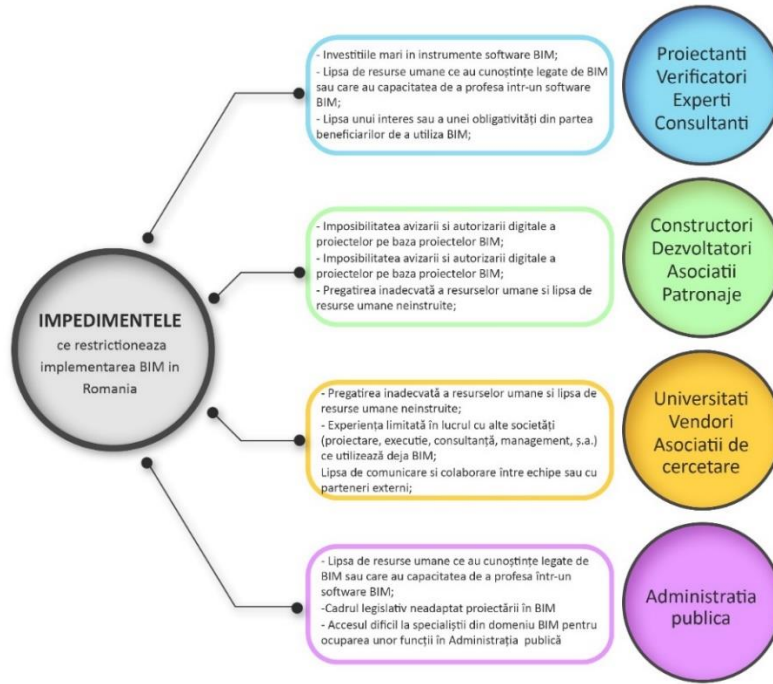 - Investitiile mari in instrumente software BIM;
- Lipsa de resurse umane ce au cunoștințe legate de BIM
sau care au capacitatea de a profesa intr-un software
BIM;
- Lipsa unui interes sau a unei obligativități din partea
beneficiarilor de a utiliza BIM;
Proiectanti
Verificatori
Experti
Consultanti
- Imposibilitatea avizarii si autorizarii digitale a
proiectelor pe baza proiectelor BIM;
- Imposibilitatea avizarii si autorizarii digitale a
proiectelor pe baza proiectelor BIM;
- Pregatirea inadecvată a resurselor umane si lipsa de
resurse umane neinstruite;
Constructori
Dezvoltatori
Asociatii
Patronaje
IMPEDIMENTELE
ce restrictioneaza
implementarea BIM in
Romania
- Pregatirea inadecvată a resurselor umane si lipsa de
resurse umane neinstruite;
- Experiența limitată în lucrul cu alte societăți
(proiectare, executie, consultanță, management, ș.a.)
ce utilizează deja BIM;
Lipsa de comunicare si colaborare între echipe sau cu
parteneri externi;
Universitati
Vendori
Asociatii de
cercetare
- Lipsa de resurse umane ce au cunoștințe legate de
BIM sau care au capacitatea de a profesa într-un
software BIM;
-Cadrul legislativ neadaptat proiectării în BIM
- Accesul dificil la specialiștii din domeniu BIM pentru
ocuparea unor funcții în Administrația publică
Administratia
publica